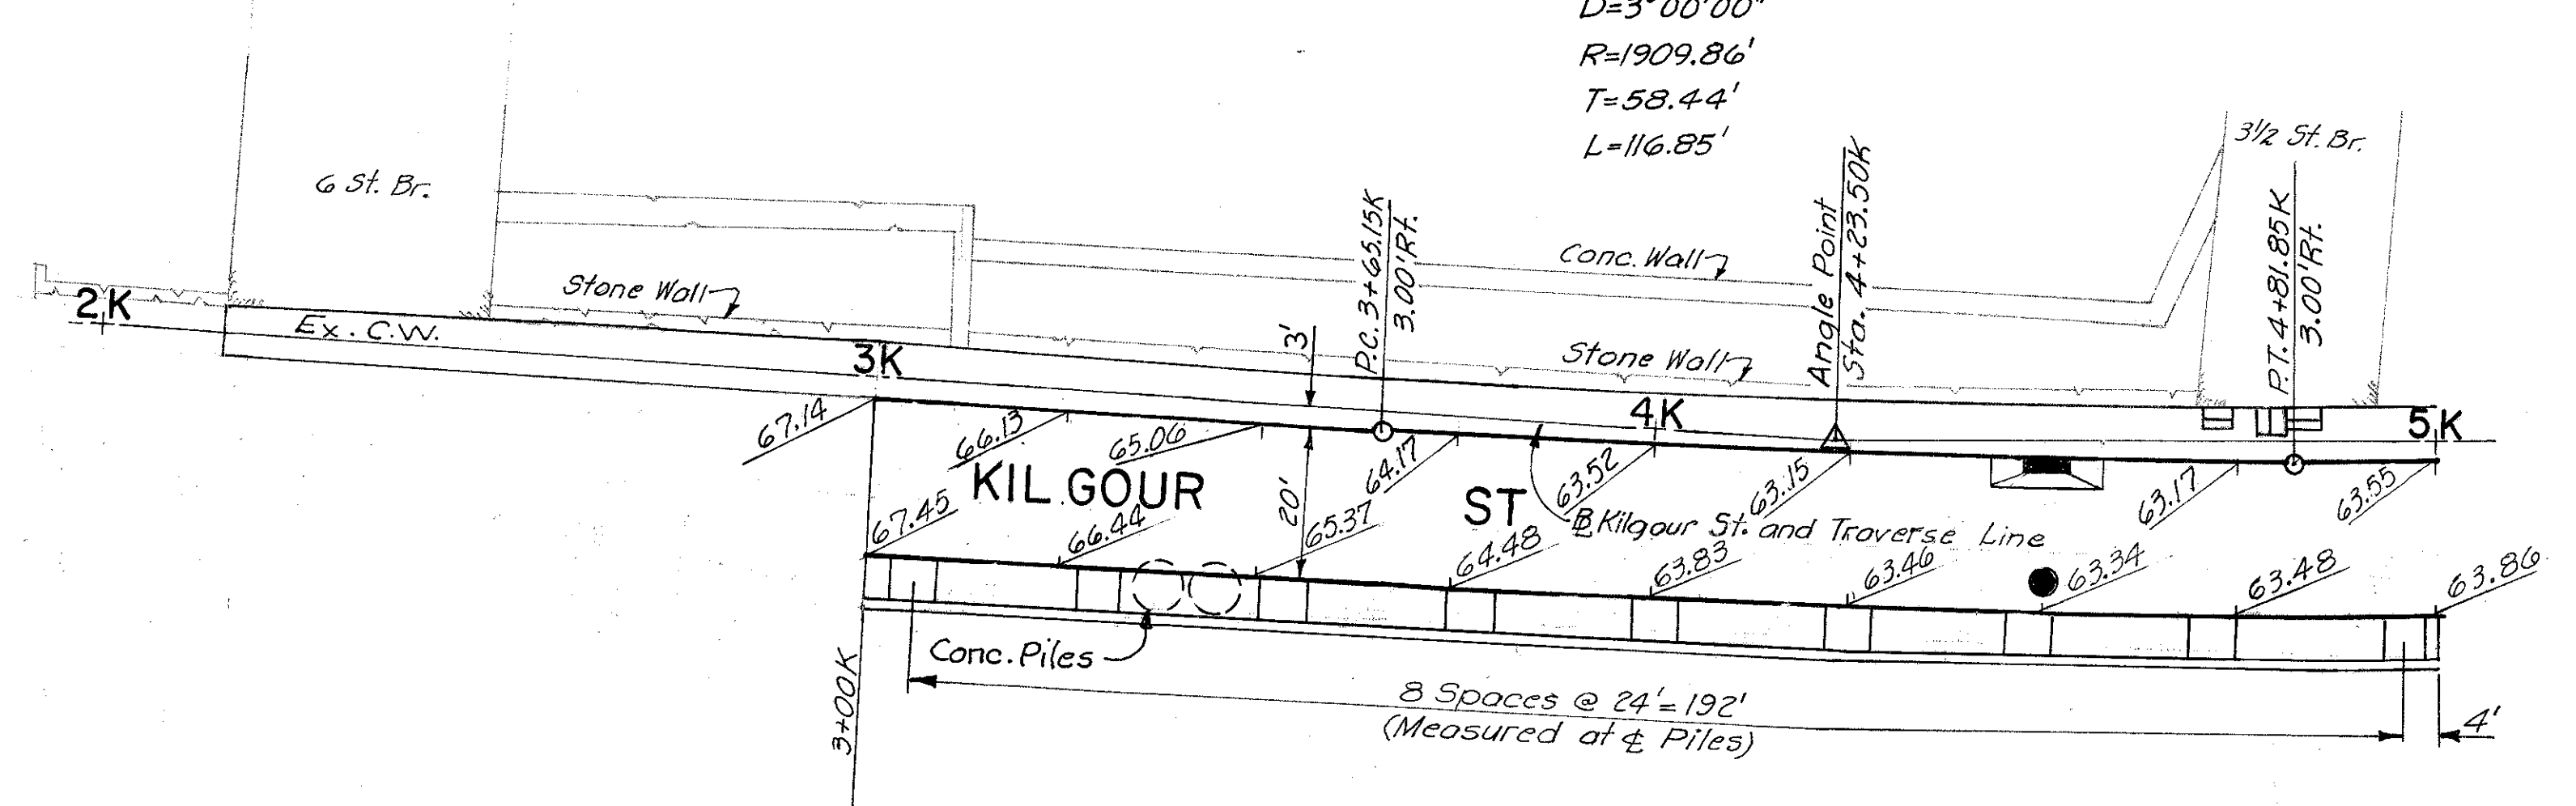 D=3°00'00"
R=1909.86'
T=58.44'
L=116.85'
6 St. Br.
3½ St. Br.
P.C. 3+65.15K
3.00' Rt.
Angle Point
Sta. 4+23.50K
P.T. 4+81.85K
3.00' Rt.
Conc. Wall
Stone Wall
Stone Wall
2K
Ex. C.W.
3K
3'
4K
5K
67.14
66.13
65.06
64.17
63.52
63.15
63.17
63.55
KILGOUR
ST
20'
℄ Kilgour St. and Traverse Line
67.45
66.44
65.37
64.48
63.83
63.46
63.34
63.48
63.86
Conc. Piles
3+00K
8 Spaces @ 24' = 192'
(Measured at ℄ Piles)
4'